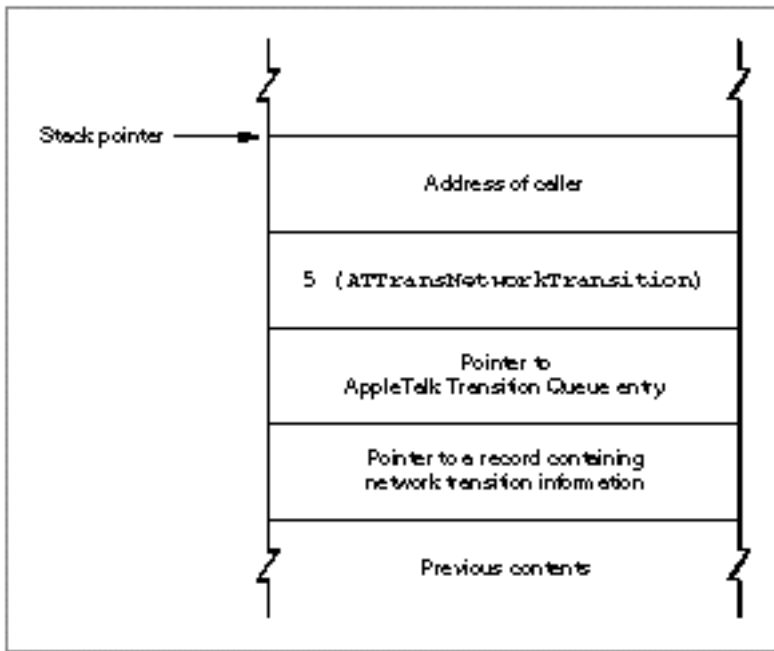 Stack pointer
Address of caller
5 (ATTransNetworkTransition)
Pointer to
AppleTalk Transition Queue entry
Pointer to a record containing
network transition information
Previous contents